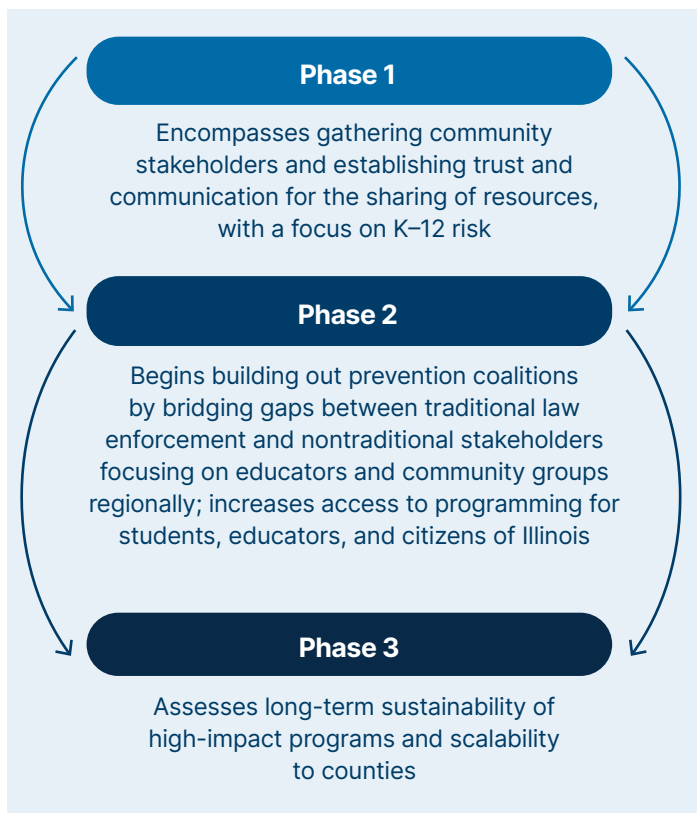 Phase 1
Encompasses gathering community
stakeholders and establishing trust and
communication for the sharing of resources,
with a focus on K–12 risk
Phase 2
Begins building out prevention coalitions
by bridging gaps between traditional law
enforcement and nontraditional stakeholders
focusing on educators and community groups
regionally; increases access to programming for
students, educators, and citizens of Illinois
Phase 3
Assesses long-term sustainability of
high-impact programs and scalability
to counties